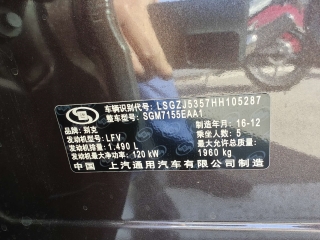 车辆识别代号: LSGZJ5357HH105287
整车型号: SGM7155EAA1
品牌: 别克 制造年月: 16-12
发动机型号: LFV 乘坐人数: 5
发动机排量: 1,490 L 最大允许总质量:
发动机最大净功率: 120 kW 1960 kg
中国 上汽通用汽车有限公司 制造